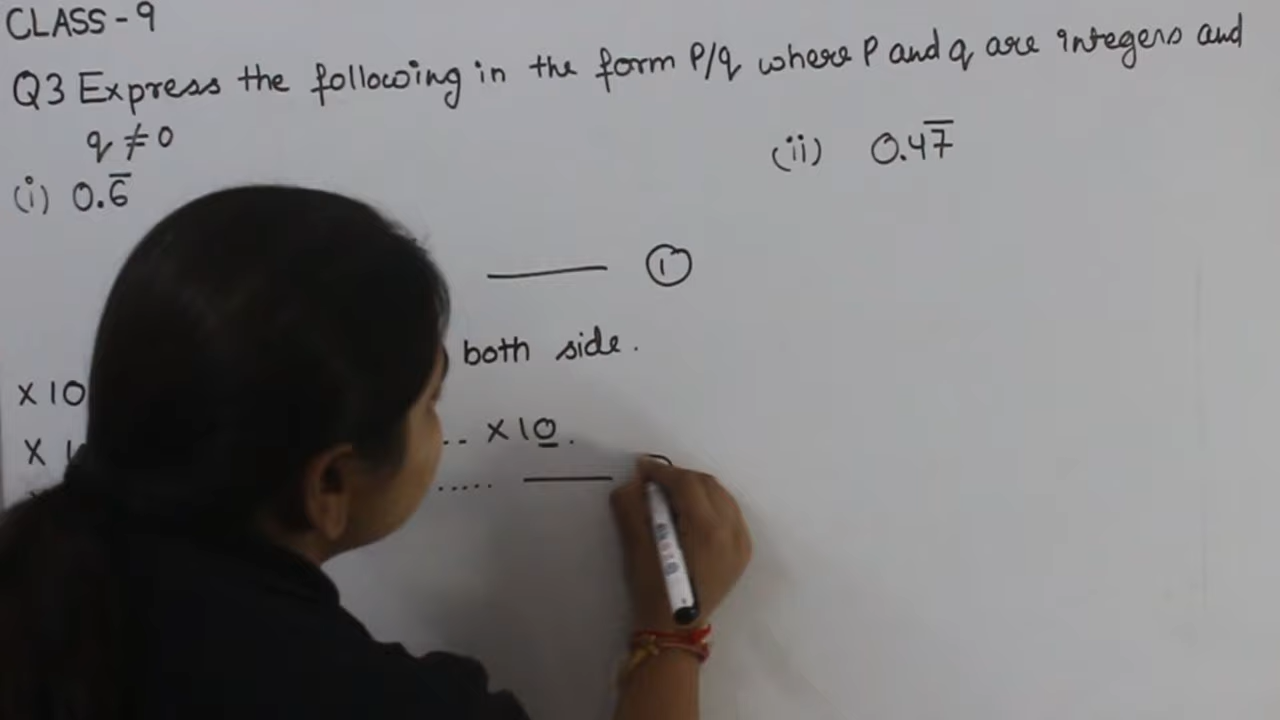 CLASS - 9
Q3 Express the following in the form P/q where P and q are integers and
q ≠ 0
(i) 0.6̅
(ii) 0.47̅
——— ①
both side.
×10
× 1 .. ×10.
..... ———